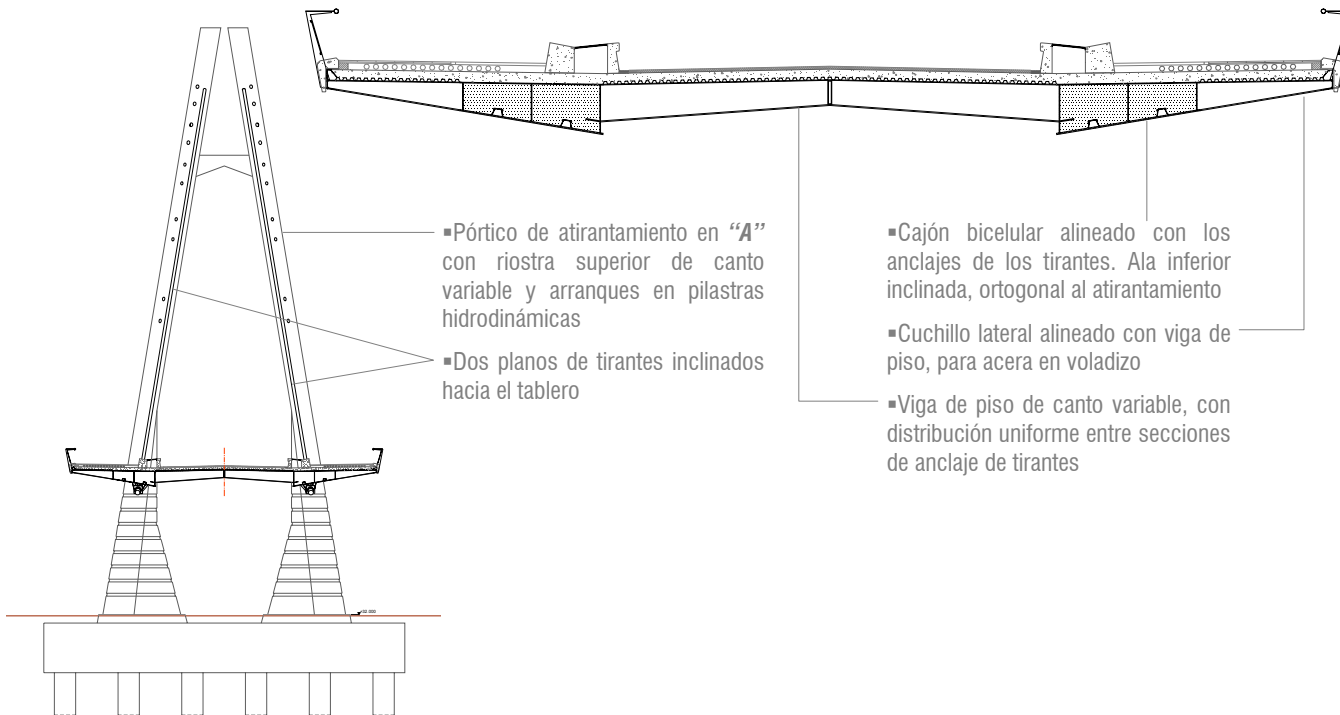 ▪Pórtico de atirantamiento en “A”
con riostra superior de canto
variable y arranques en pilastras
hidrodinámicas
▪Dos planos de tirantes inclinados
hacia el tablero
▪Cajón bicelular alineado con los
anclajes de los tirantes. Ala inferior
inclinada, ortogonal al atirantamiento
▪Cuchillo lateral alineado con viga de
piso, para acera en voladizo
▪Viga de piso de canto variable, con
distribución uniforme entre secciones
de anclaje de tirantes